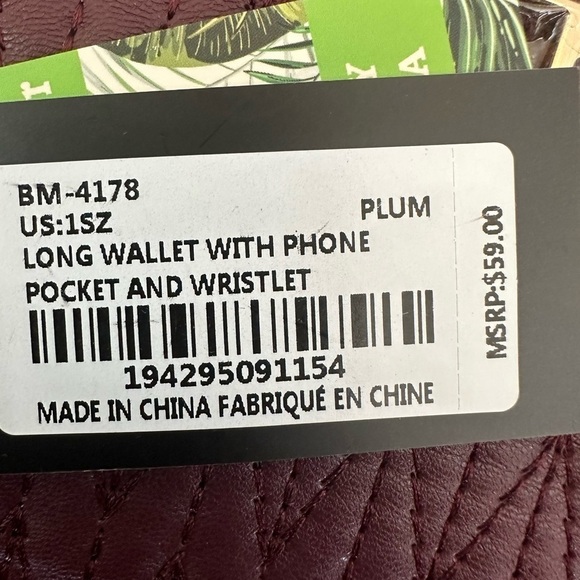 BM-4178
US:1SZ
PLUM
LONG WALLET WITH PHONE
POCKET AND WRISTLET
194295091154
MADE IN CHINA FABRIQUÉ EN CHINE
MSRP:$59.00